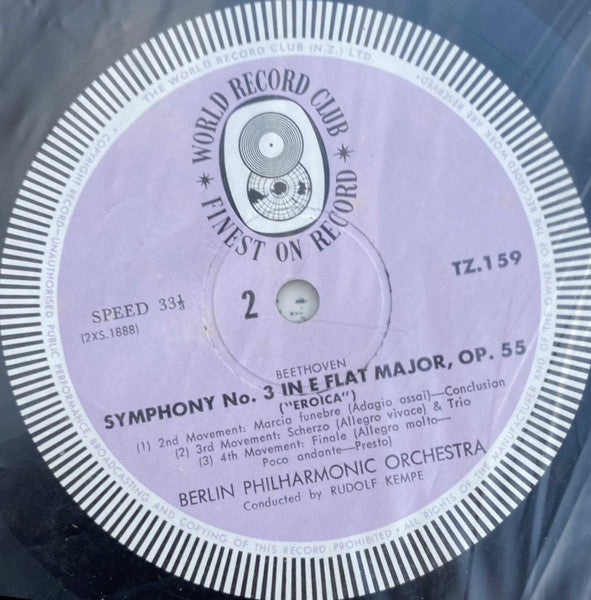 THE WORLD RECORD CLUB (N.Z.) LTD.
* WORLD RECORD CLUB *
FINEST ON RECORD
TZ.159
SPEED 33⅓
(2XS.1888)
2
BEETHOVEN
SYMPHONY No. 3 IN E FLAT MAJOR, OP. 55
("EROICA")
(1) 2nd Movement: Marcia funebre (Adagio assai)—Conclusion
(2) 3rd Movement: Scherzo (Allegro vivace) & Trio
(3) 4th Movement: Finale (Allegro molto—
Poco andante—Presto)
BERLIN PHILHARMONIC ORCHESTRA
Conducted by RUDOLF KEMPE
* COPYRIGHT RECORD—UNAUTHORISED PUBLIC PERFORMANCE BROADCASTING AND COPYING OF THIS RECORD PROHIBITED • ALL RIGHTS OF THE MANUFACTURE AND OF THE OWNER OF THE RECORDED WORK ARE RESERVED*